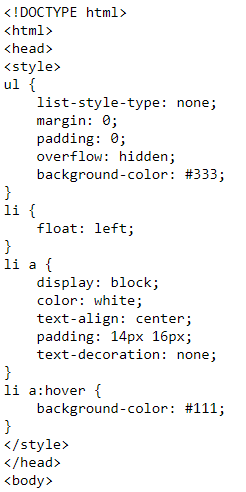 <!DOCTYPE html>
<html>
<head>
<style>
ul {
    list-style-type: none;
    margin: 0;
    padding: 0;
    overflow: hidden;
    background-color: #333;
}
li {
    float: left;
}
li a {
    display: block;
    color: white;
    text-align: center;
    padding: 14px 16px;
    text-decoration: none;
}
li a:hover {
    background-color: #111;
}
</style>
</head>
<body>